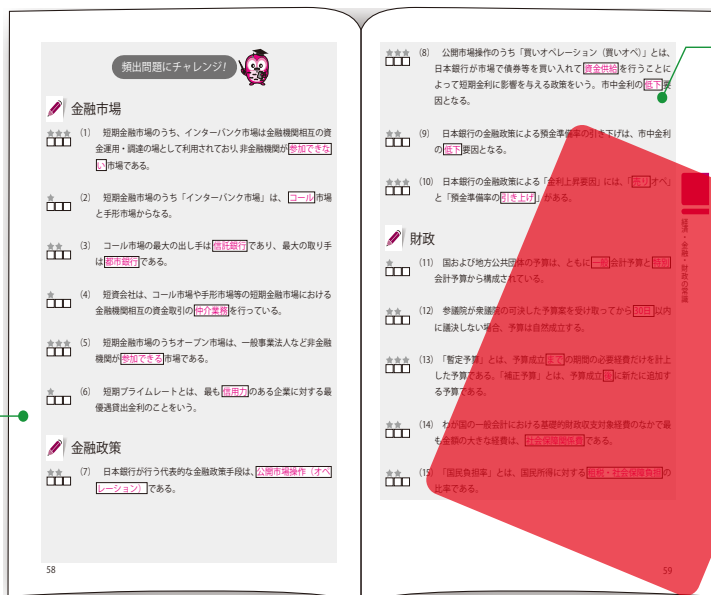 頻出問題にチャレンジ!
金融市場
★★★ (1) 短期金融市場のうち、インターバンク市場は金融機関相互の資
金運用・調達の場として利用されており、非金融機関が参加できな
い市場である。
★ (2) 短期金融市場のうち「インターバンク市場」は、コール市場
と手形市場からなる。
★★ (3) コール市場の最大の出し手は信託銀行であり、最大の取り手
は都市銀行である。
★ (4) 短資会社は、コール市場や手形市場等の短期金融市場における
金融機関相互の資金取引の仲介業務を行っている。
★★★ (5) 短期金融市場のうちオープン市場は、一般事業法人など非金融
機関が参加できる市場である。
★ (6) 短期プライムレートとは、最も信用力のある企業に対する最
優遇貸出金利のことをいう。
金融政策
★★ (7) 日本銀行が行う代表的な金融政策手段は、公開市場操作(オペ
レーション)である。
58
★★★ (8) 公開市場操作のうち「買いオペレーション(買いオペ)」とは、
日本銀行が市場で債券等を買い入れて資金供給を行うことに
よって短期金利に影響を与える政策をいう。市中金利の低下要
因となる。
★★★ (9) 日本銀行の金融政策による預金準備率の引き下げは、市中金利
の低下要因となる。
★★★ (10) 日本銀行の金融政策による「金利上昇要因」には、「売りオペ」
と「預金準備率の引き上げ」がある。
財政
★ (11) 国および地方公共団体の予算は、ともに一般会計予算と特別
会計予算から構成されている。
★★ (12) 参議院が衆議院の可決した予算案を受け取ってから30日以内
に議決しない場合、予算は自然成立する。
★★★ (13) 「暫定予算」とは、予算成立までの期間の必要経費だけを計上
した予算である。「補正予算」とは、予算成立後に新たに追加す
る予算である。
★★ (14) わが国の一般会計における基礎的財政収支対象経費のなかで最
も金額の大きな経費は、社会保障関係費である。
★★ (15) 「国民負担率」とは、国民所得に対する租税・社会保障負担の
比率である。
経済・金融・財政の常識
59